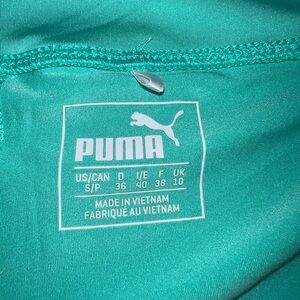 PUMA
US/CAN D I/E F UK
S/P 36 40 38 10
MADE IN VIETNAM
FABRIQUÉ AU VIETNAM